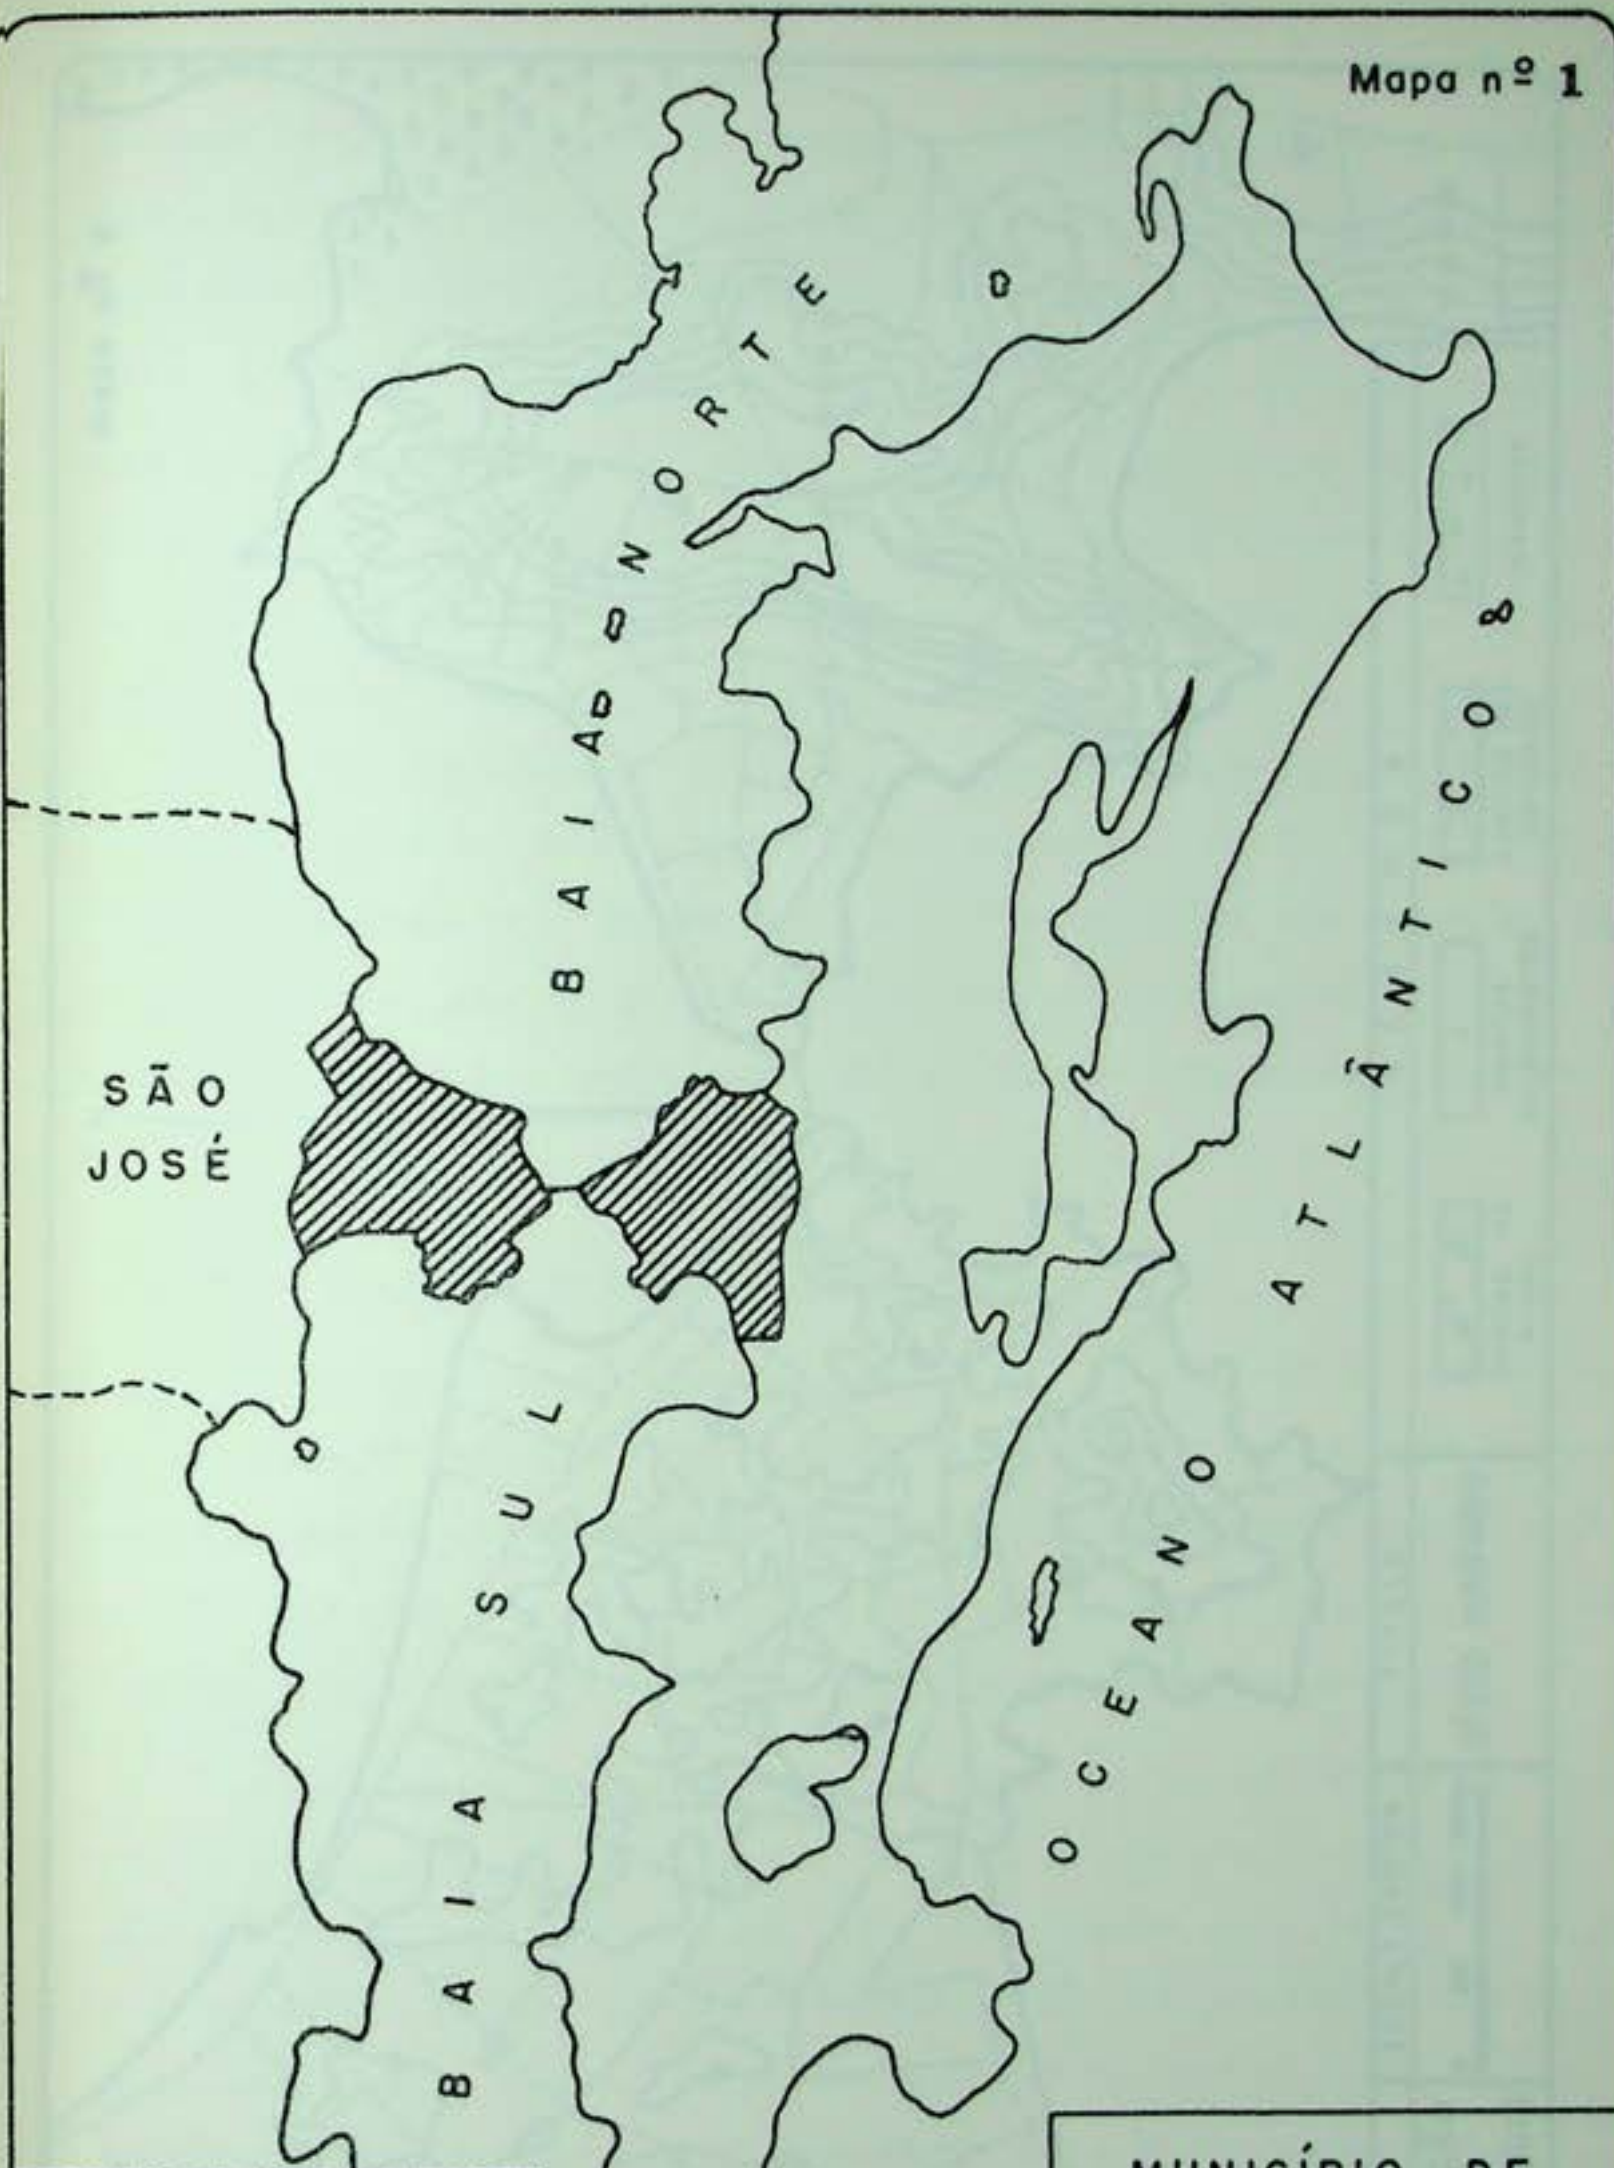 Mapa nº 1
BAIA NORTE
SÃO
JOSÉ
OCEANO ATLÂNTICO
BAIA SUL
MUNICÍPIO DE